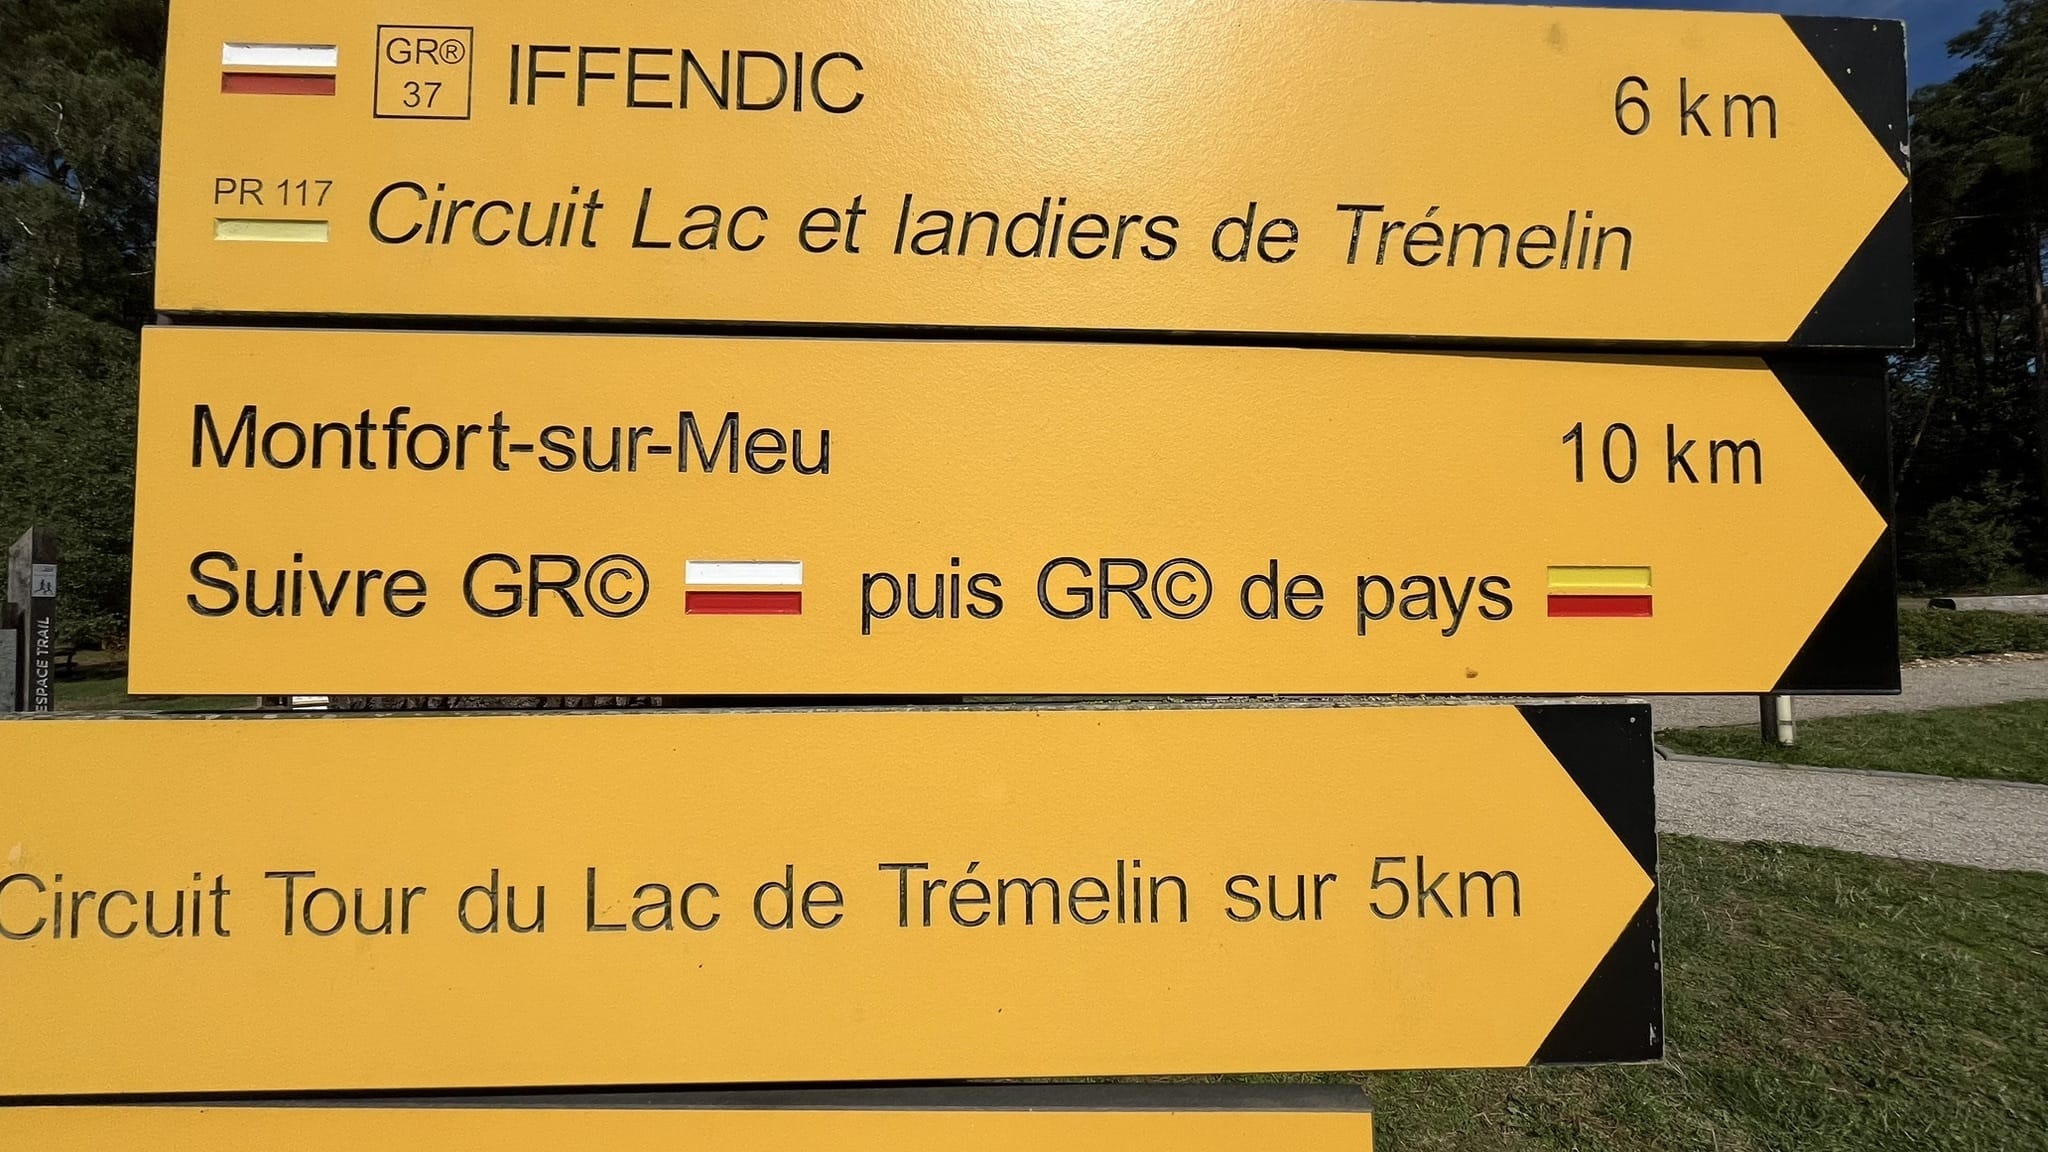 GR® 37 IFFENDIC 6 km
PR 117 Circuit Lac et landiers de Trémelin
Montfort-sur-Meu 10 km
Suivre GR© puis GR© de pays
ESPACE TRAIL
Circuit Tour du Lac de Trémelin sur 5km